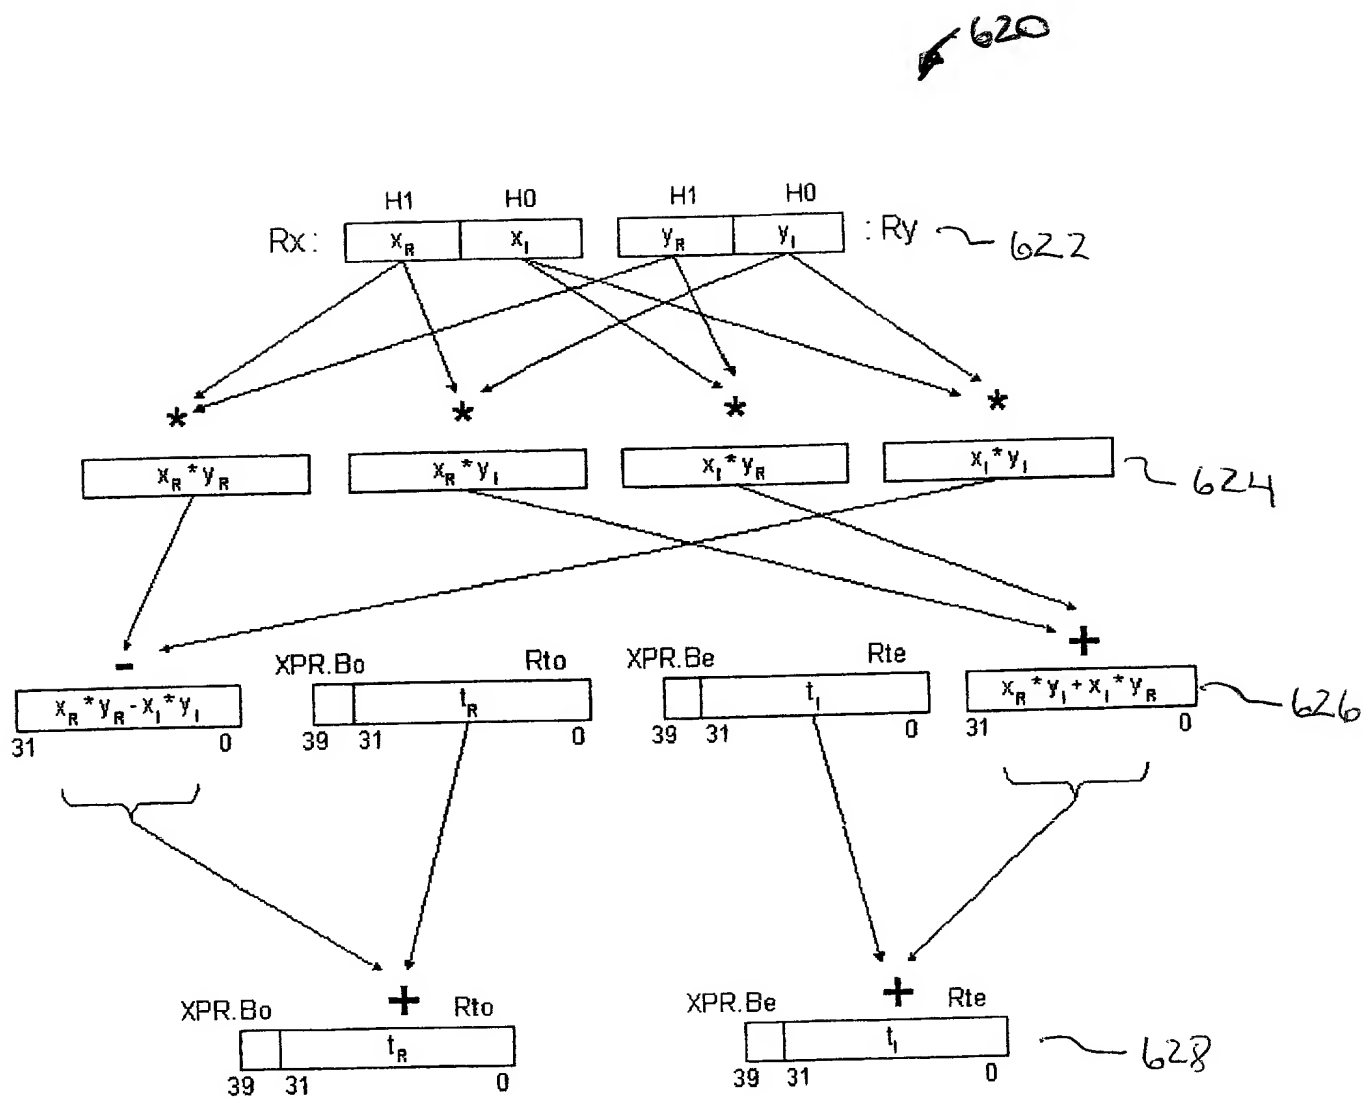 620
H1 H0 H1 H0
Rx: x_R x_I y_R y_I :Ry 622
* * * *
x_R*y_R x_R*y_I x_I*y_R x_I*y_I 624
- +
XPR.Bo Rto XPR.Be Rte
x_R*y_R-x_I*y_I t_R t_I x_R*y_I+x_I*y_R 626
31 0 39 31 0 39 31 0 31 0
+ +
XPR.Bo Rto XPR.Be Rte
t_R t_I 628
39 31 0 39 31 0